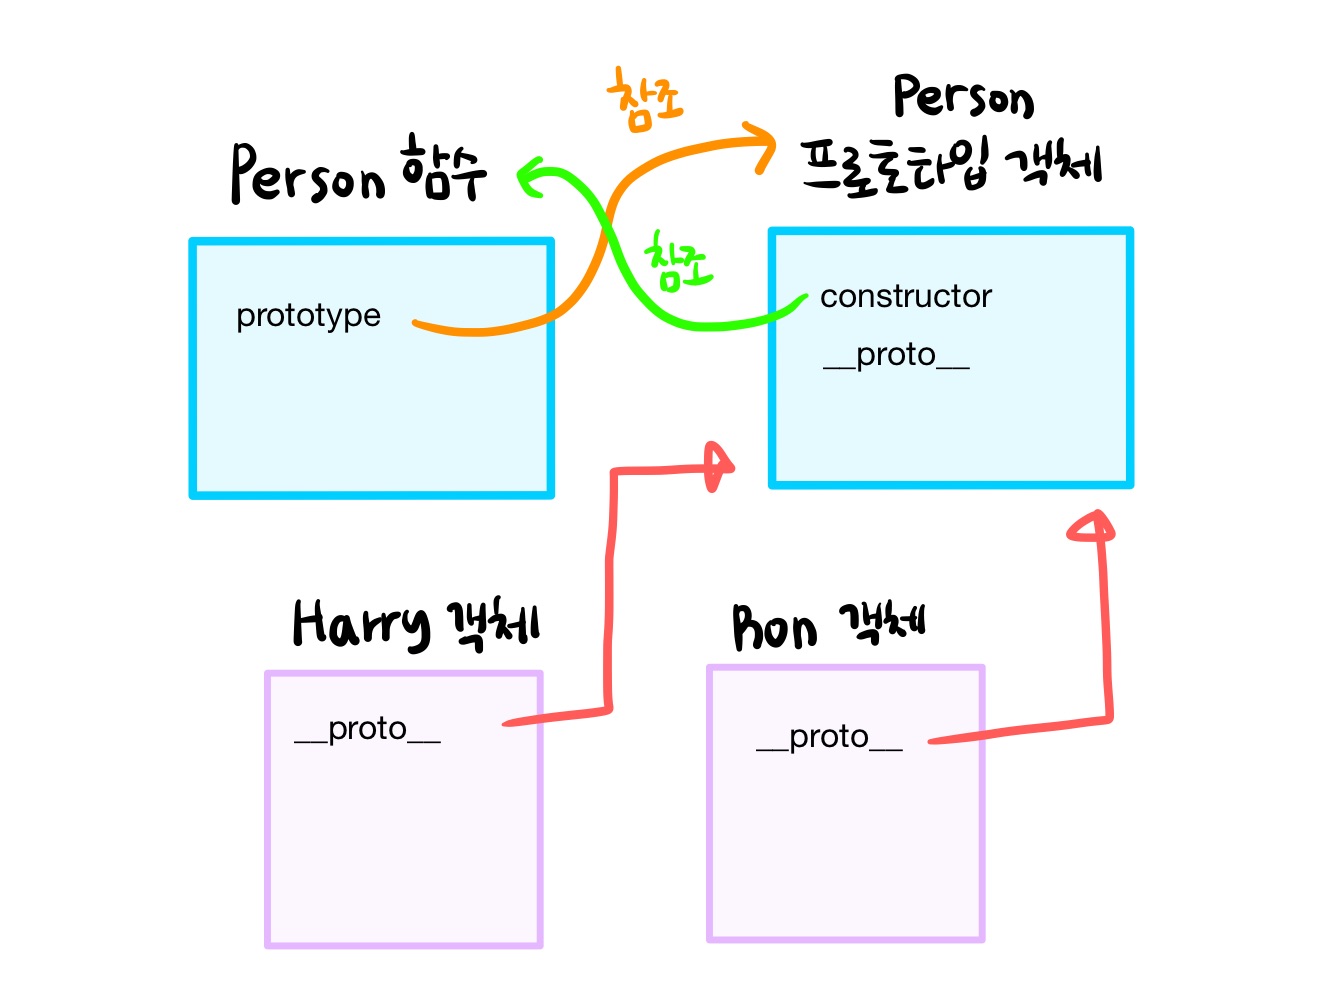 참조
Person
프로토타입 객체
Person 함수
참조
prototype
constructor
__proto__
Harry 객체
Ron 객체
__proto__
__proto__